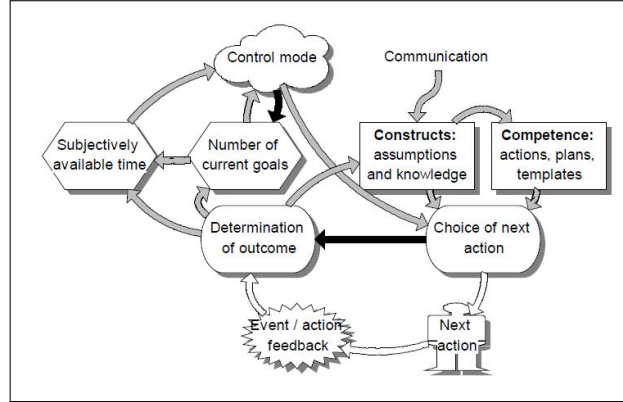 Control mode
Communication
Subjectively
available time
Number of
current goals
Constructs:
assumptions
and knowledge
Competence:
actions, plans,
templates
Determination
of outcome
Choice of next
action
Event / action
feedback
Next
action